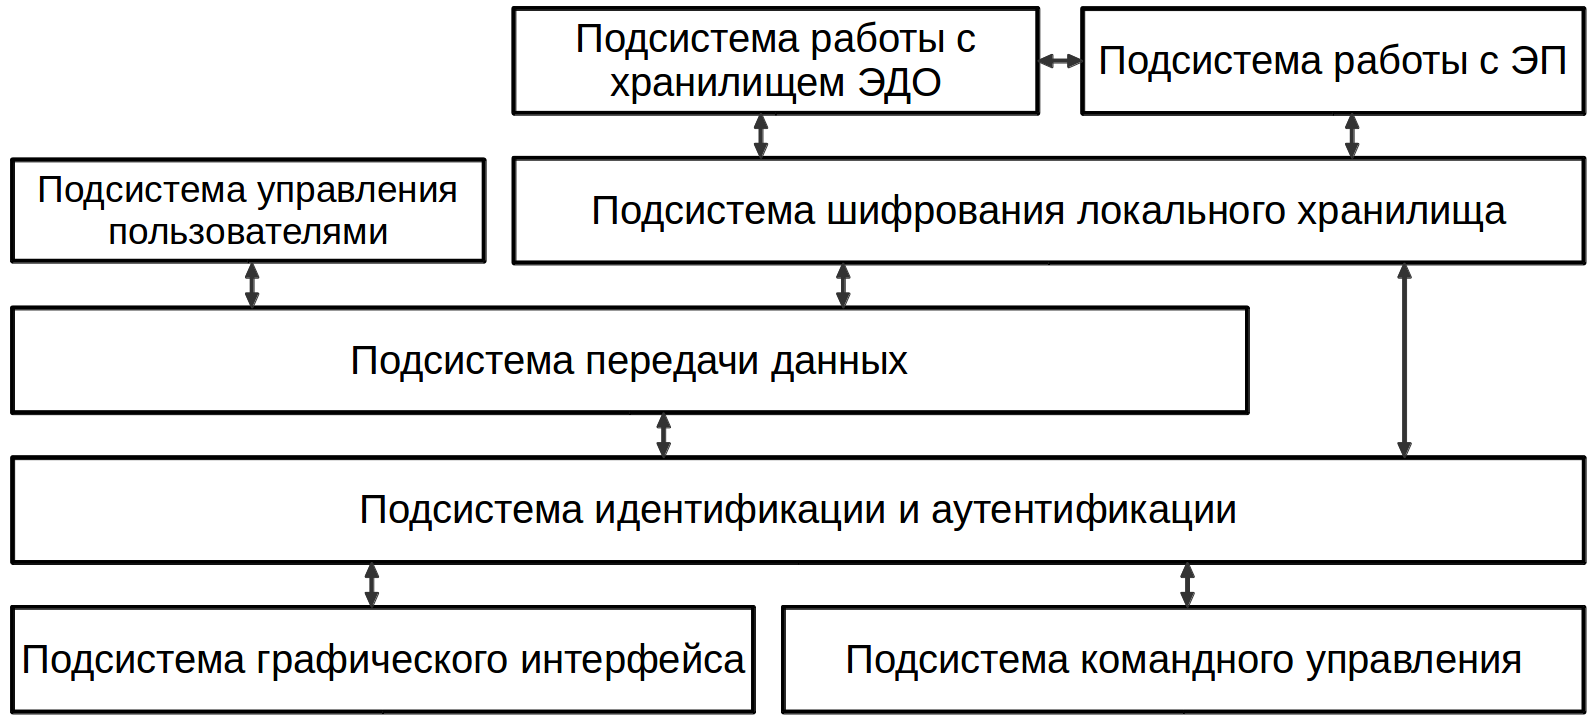 Подсистема работы с
хранилищем ЭДО
Подсистема работы с ЭП
Подсистема управления
пользователями
Подсистема шифрования локального хранилища
Подсистема передачи данных
Подсистема идентификации и аутентификации
Подсистема графического интерфейса
Подсистема командного управления